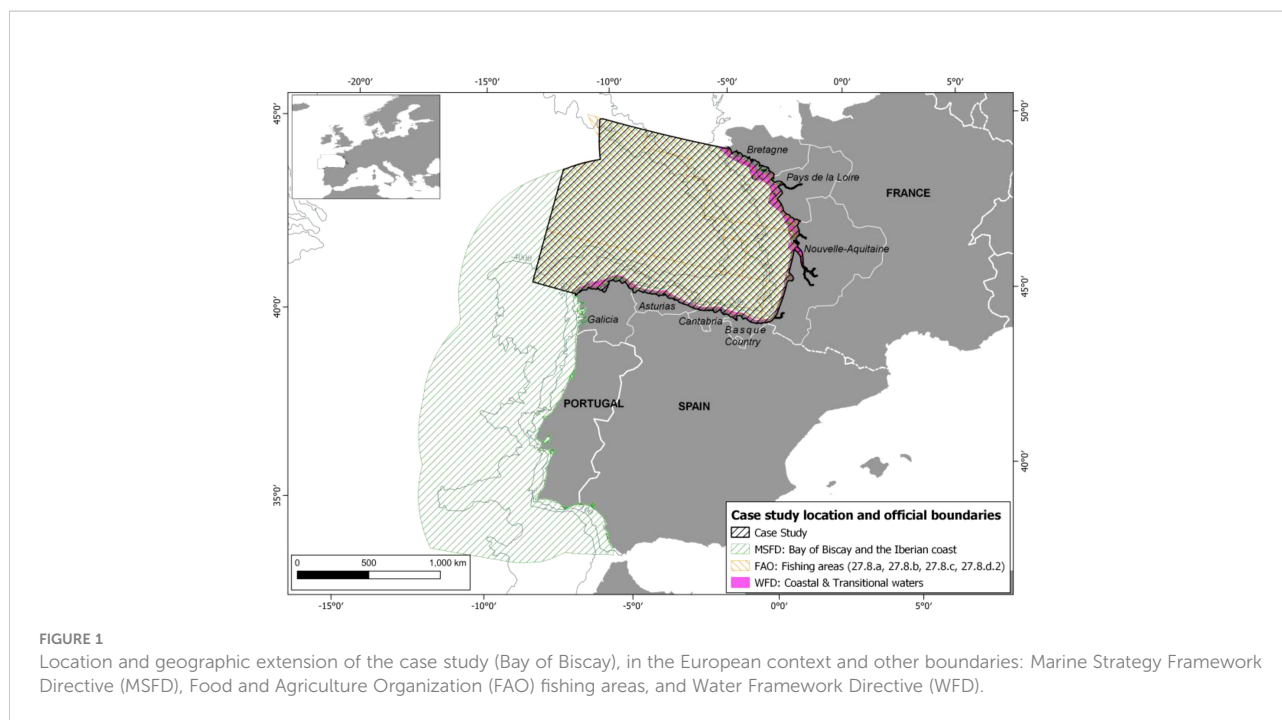 -20°0' -15°0' -10°0' -5°0' 0°0' 5°0'
45°0' 50°0'
Bretagne
Pays de la Loire
FRANCE
Nouvelle-Aquitaine
-4000
40°0' 45°0'
Asturias
Galicia
Cantabria
Basque
Country
PORTUGAL SPAIN
40°0'
35°0'
Case study location and official boundaries
Case Study
MSFD: Bay of Biscay and the Iberian coast
FAO: Fishing areas (27.8.a, 27.8.b, 27.8.c, 27.8.d.2)
WFD: Coastal & Transitional waters
0 500 1,000 km
-15°0' -10°0' -5°0' 0°0' 5°0'
FIGURE 1
Location and geographic extension of the case study (Bay of Biscay), in the European context and other boundaries: Marine Strategy Framework
Directive (MSFD), Food and Agriculture Organization (FAO) fishing areas, and Water Framework Directive (WFD).